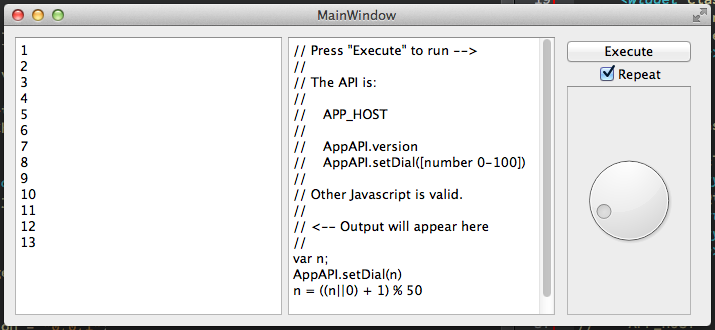 MainWindow
1
2
3
4
5
6
7
8
9
10
11
12
13
// Press "Execute" to run -->
//
// The API is:
//
//    APP_HOST
//
//    AppAPI.version
//    AppAPI.setDial([number 0-100])
//
// Other Javascript is valid.
//
// <-- Output will appear here
//
var n;
AppAPI.setDial(n)
n = ((n||0) + 1) % 50
Execute
Repeat